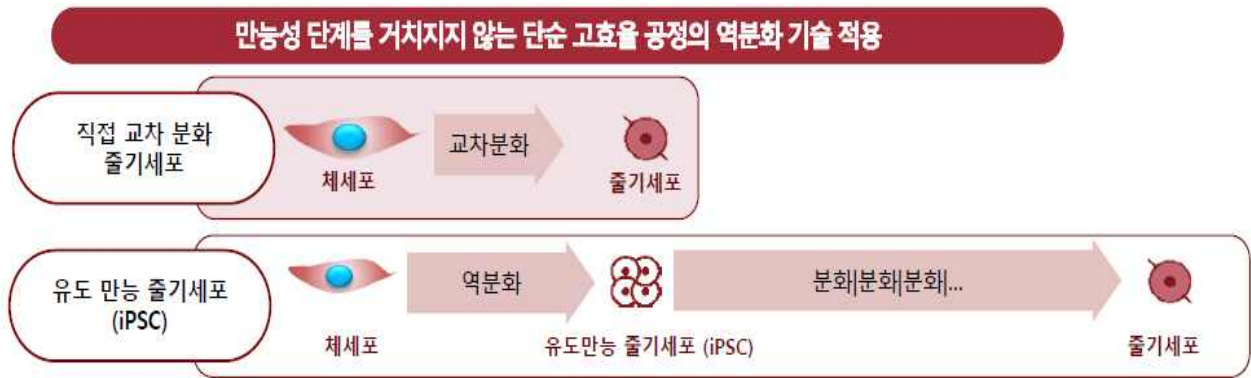 만능성 단계를 거치지지 않는 단순 고효율 공정의 역분화 기술 적용
직접 교차 분화
줄기세포
체세포
교차분화
줄기세포
유도 만능 줄기세포
(iPSC)
체세포
역분화
유도만능 줄기세포 (iPSC)
분화|분화|분화|...
줄기세포